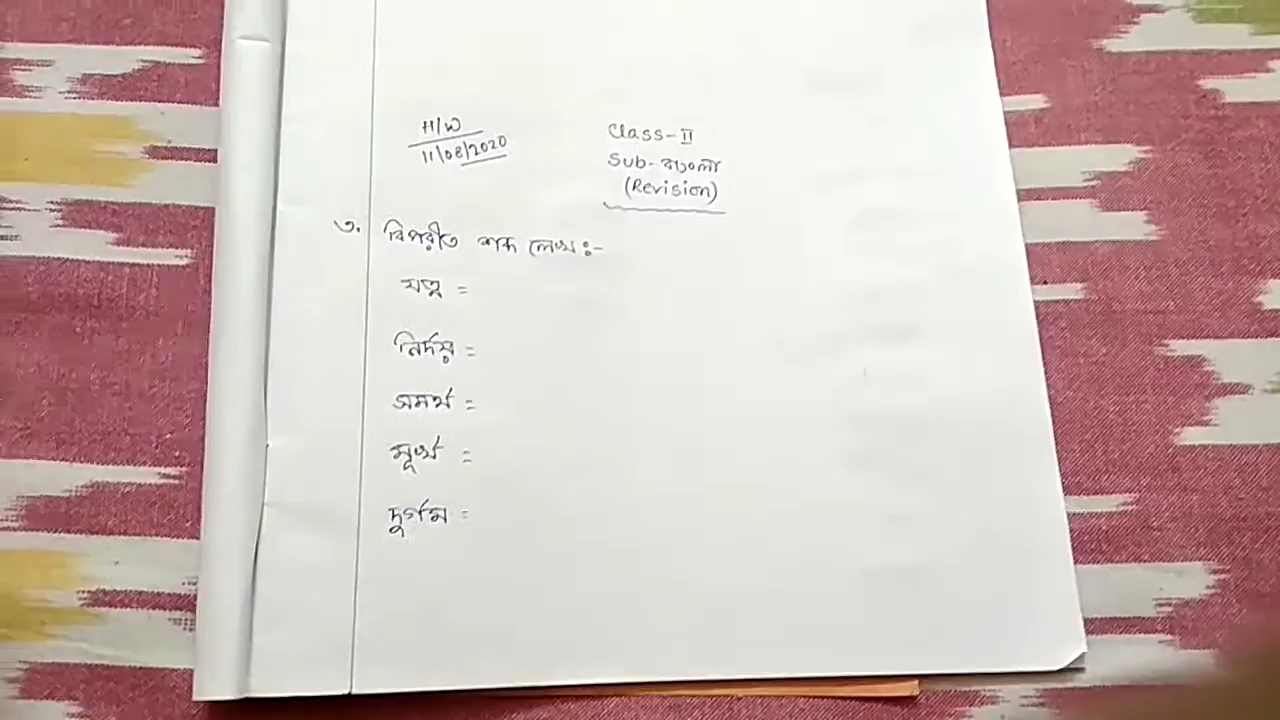 H/W
11/08/2020
Class-II
Sub-বাংলা
(Revision)
৩. বিপরীত শব্দ লেখ :-
যত্ন =
নির্দয় =
সমর্থ =
মূর্খ =
দুর্গম =